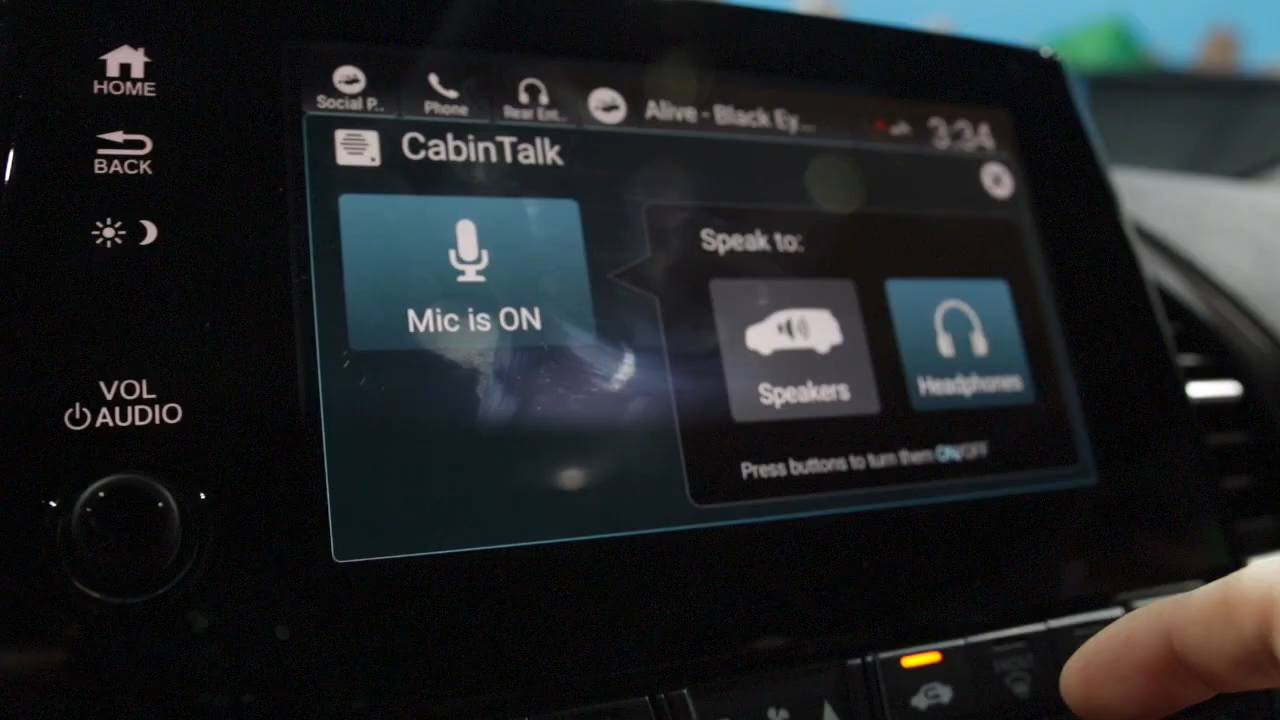 HOME
BACK
VOL
AUDIO
Social P..
Phone
Rear Ent..
Alive - Black Ey...
3:34
CabinTalk
Mic is ON
Speak to:
Speakers
Headphones
Press buttons to turn them ON/OFF